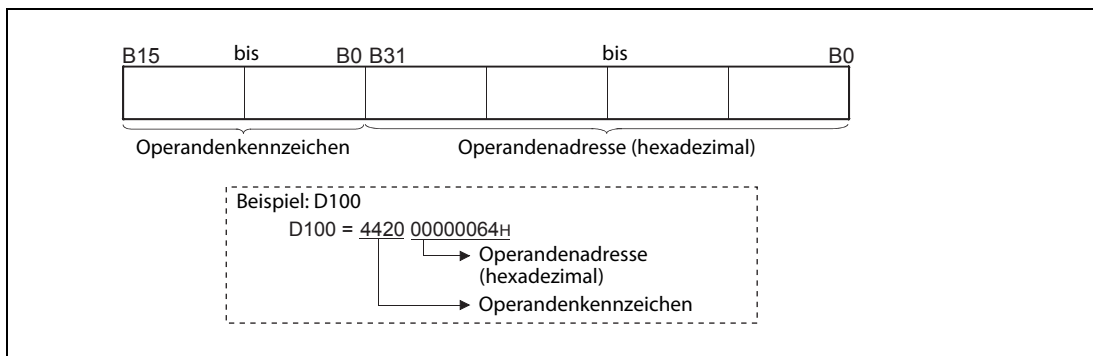 B15 bis B0 B31 bis B0
Operandenkennzeichen Operandenadresse (hexadezimal)
Beispiel: D100
D100 = 4420 00000064H
Operandenadresse
(hexadezimal)
Operandenkennzeichen